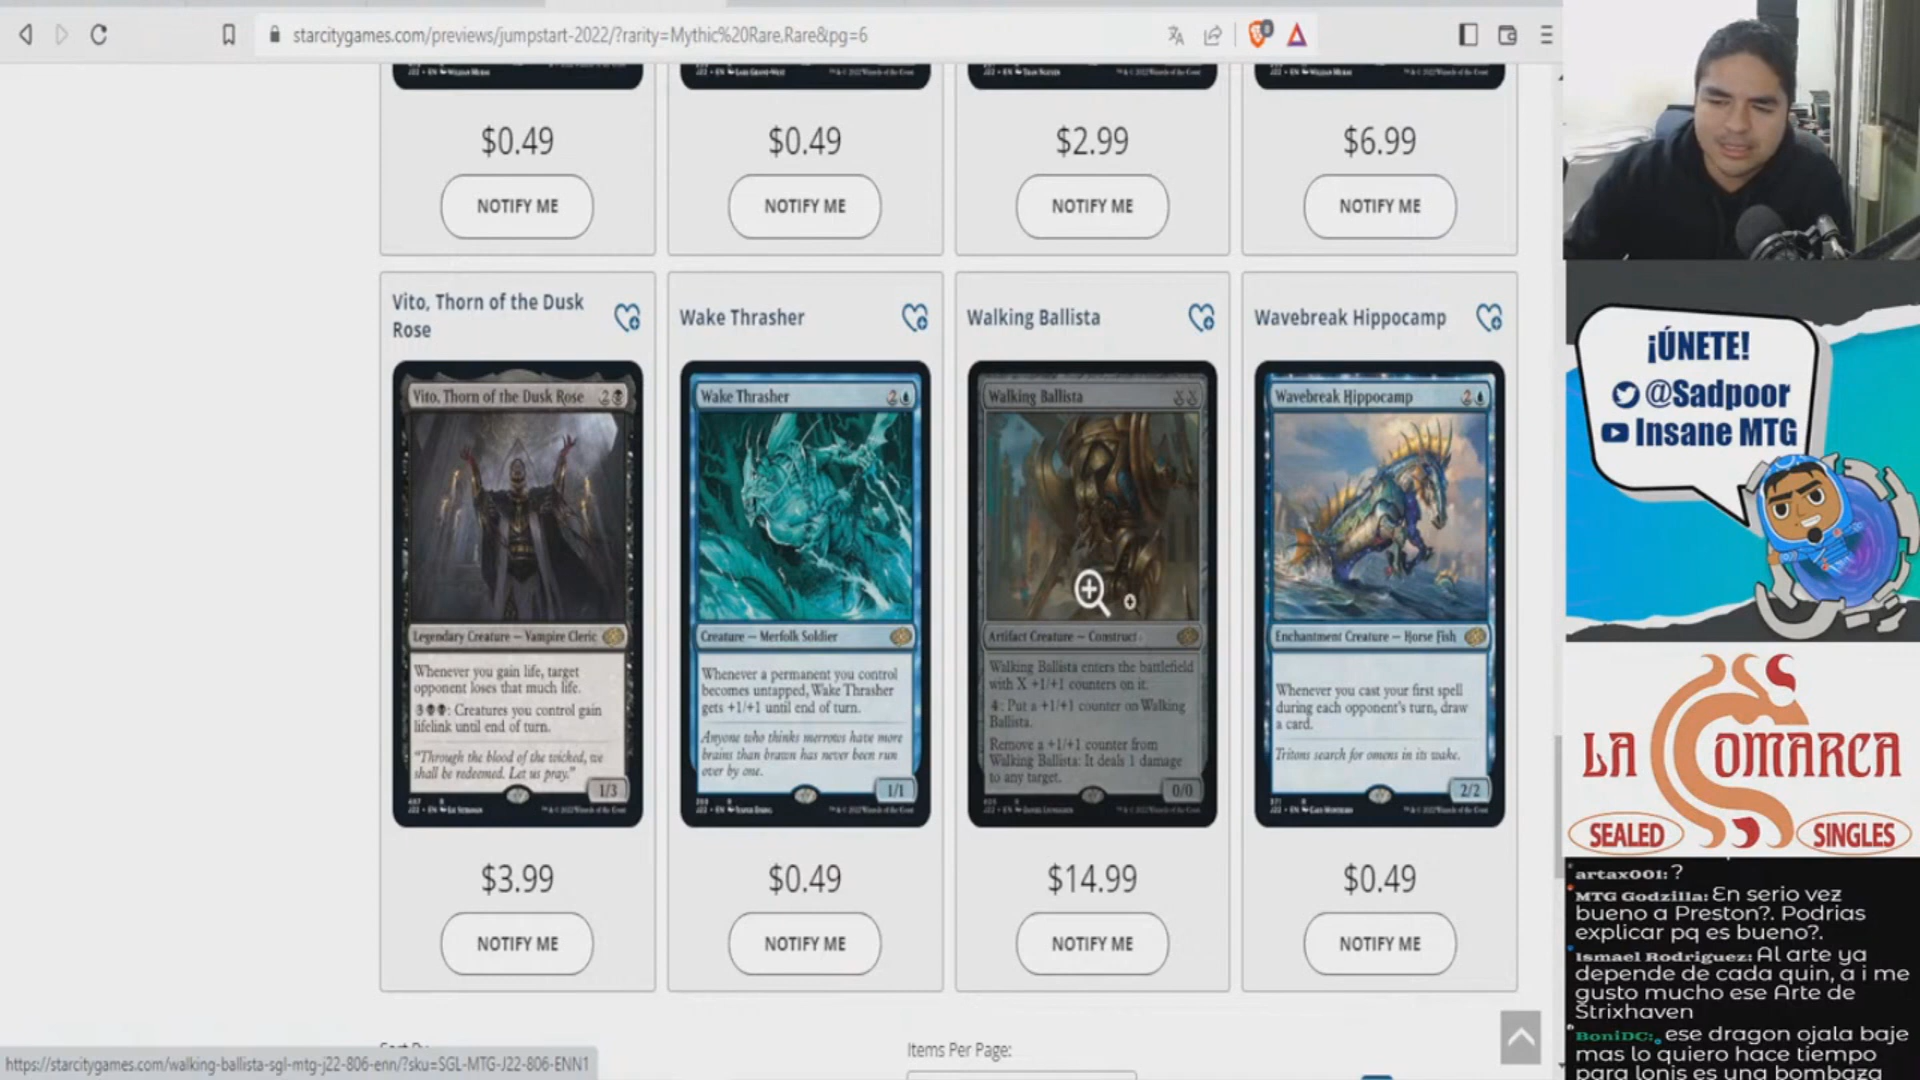 starcitygames.com/previews/jumpstart-2022/?rarity=Mythic%20Rare,Rare&pg=6
$0.49
$0.49
$2.99
$6.99
NOTIFY ME
NOTIFY ME
NOTIFY ME
NOTIFY ME
Vito, Thorn of the Dusk
Rose
Wake Thrasher
Walking Ballista
Wavebreak Hippocamp
Vito, Thorn of the Dusk Rose 2
Legendary Creature – Vampire Cleric
Whenever you gain life, target
opponent loses that much life.
3: Creatures you control gain
lifelink until end of turn.
"Through the blood of the wicked, we
shall be redeemed. Let us pray."
1/3
Wake Thrasher 2
Creature – Merfolk Soldier
Whenever a permanent you control
becomes untapped, Wake Thrasher
gets +1/+1 until end of turn.
Anyone who thinks merrows have more
brains than brawn has never been run
over by one.
1/1
Walking Ballista XX
Artifact Creature – Construct
Walking Ballista enters the battlefield
with X +1/+1 counters on it.
4: Put a +1/+1 counter on Walking
Ballista.
Remove a +1/+1 counter from
Walking Ballista: It deals 1 damage
to any target.
0/0
Wavebreak Hippocamp 2
Enchantment Creature – Horse Fish
Whenever you cast your first spell
during each opponent's turn, draw
a card.
Tritons search for omens in its wake.
2/2
$3.99
$0.49
$14.99
$0.49
NOTIFY ME
NOTIFY ME
NOTIFY ME
NOTIFY ME
Items Per Page:
https://starcitygames.com/walking-ballista-sgl-mtg-j22-806-enn/?sku=SGL-MTG-J22-806-ENN1
¡ÚNETE!
@Sadpoor
Insane MTG
LA COMARCA
SEALED
SINGLES
artax001: ?
MTG Godzilla: En serio vez
bueno a Preston?. Podrias
explicar pq es bueno?.
Ismael Rodriguez: Al arte ya
depende de cada quin, a i me
gusto mucho ese Arte de
Strixhaven
BoniDC: ese dragon ojala baje
mas lo quiero hace tiempo
para lonis es una bombaza